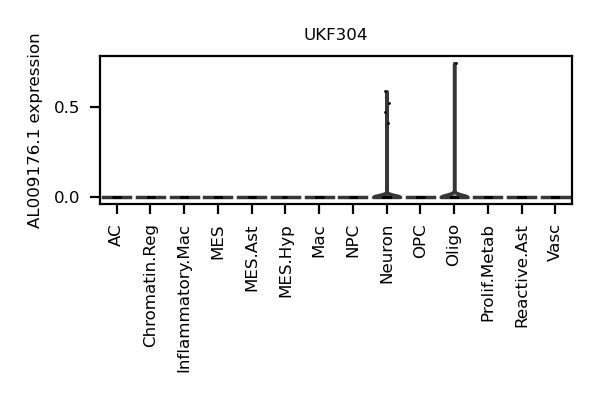 UKF304
AL009176.1 expression
0.5
0.0
AC
Chromatin.Reg
Inflammatory.Mac
MES
MES.Ast
MES.Hyp
Mac
NPC
Neuron
OPC
Oligo
Prolif.Metab
Reactive.Ast
Vasc